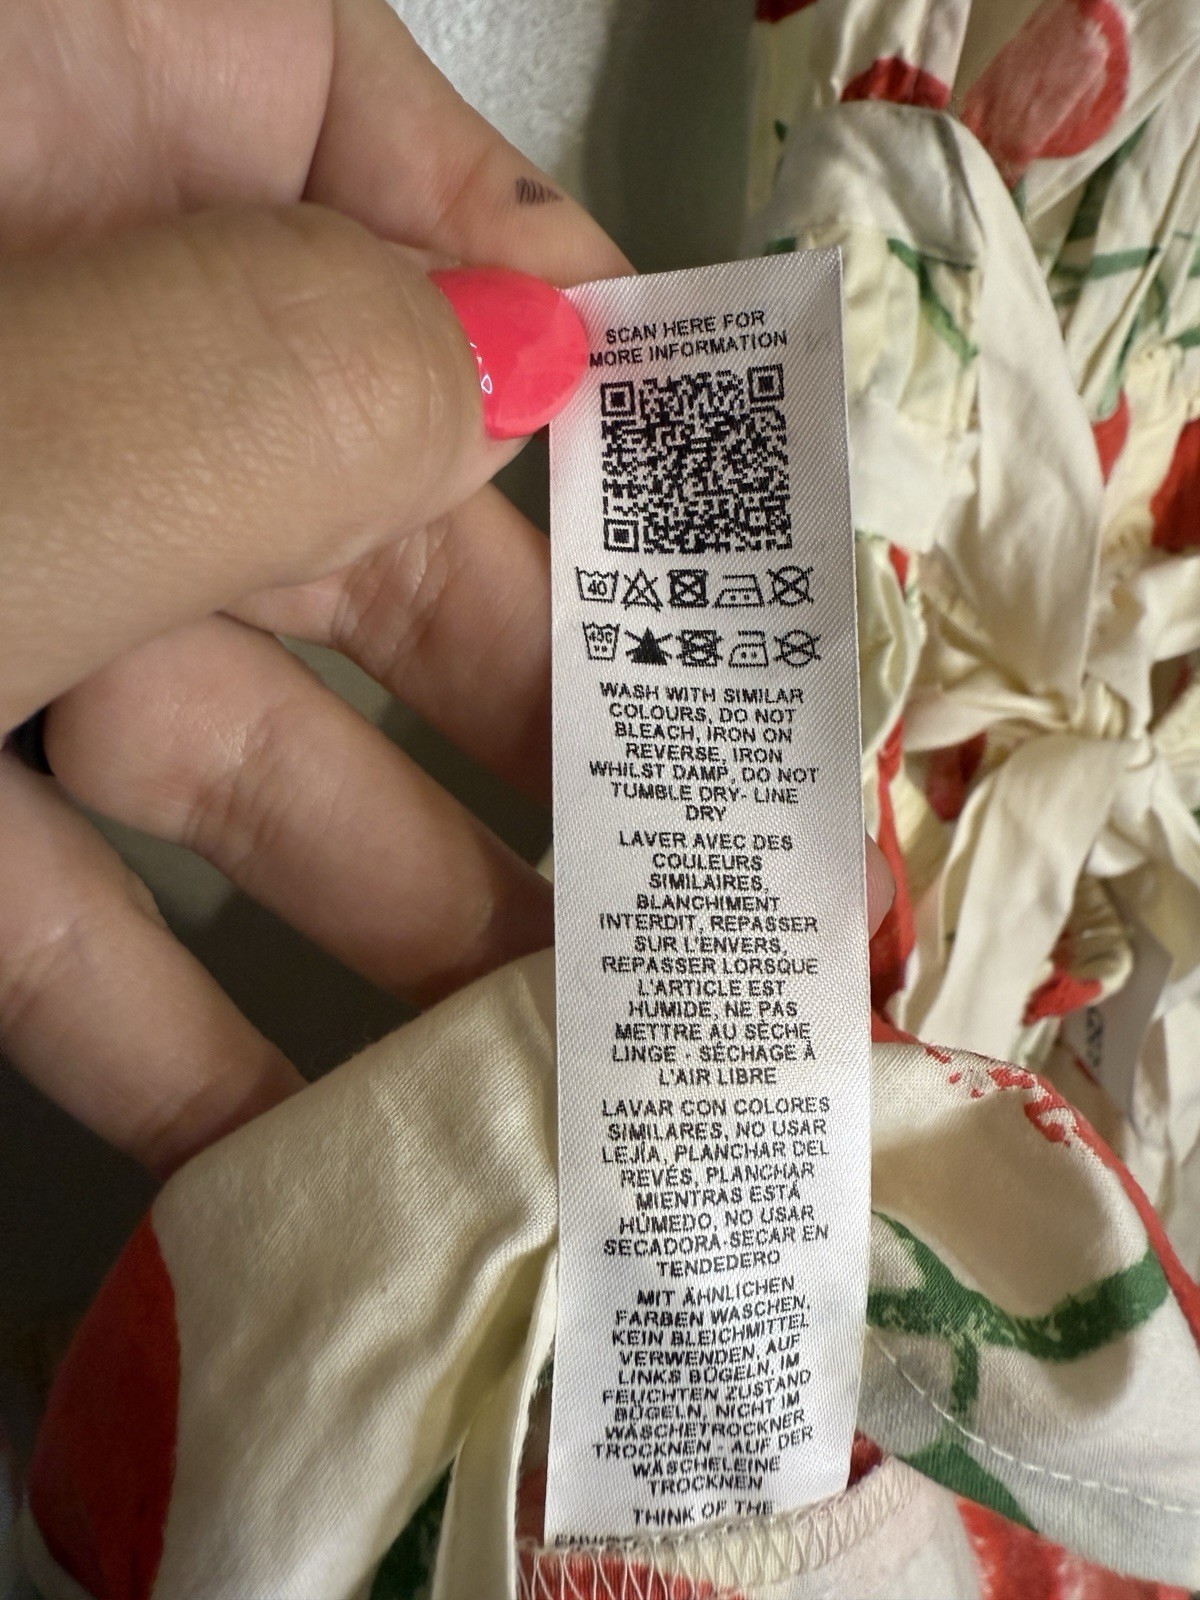 SCAN HERE FOR
MORE INFORMATION
40
40C
WASH WITH SIMILAR
COLOURS, DO NOT
BLEACH, IRON ON
REVERSE, IRON
WHILST DAMP, DO NOT
TUMBLE DRY- LINE
DRY
LAVER AVEC DES
COULEURS
SIMILAIRES,
BLANCHIMENT
INTERDIT, REPASSER
SUR L'ENVERS,
REPASSER LORSQUE
L'ARTICLE EST
HUMIDE, NE PAS
METTRE AU SÈCHE
LINGE - SÉCHAGE À
L'AIR LIBRE
LAVAR CON COLORES
SIMILARES, NO USAR
LEJÍA, PLANCHAR DEL
REVÉS, PLANCHAR
MIENTRAS ESTÁ
HÚMEDO, NO USAR
SECADORA-SECAR EN
TENDEDERO
MIT ÄHNLICHEN
FARBEN WASCHEN,
KEIN BLEICHMITTEL
VERWENDEN, AUF
LINKS BÜGELN, IM
FEUCHTEN ZUSTAND
BÜGELN, NICHT IM
WÄSCHETROCKNER
TROCKNEN - AUF DER
WÄSCHELEINE
TROCKNEN
THINK OF THE